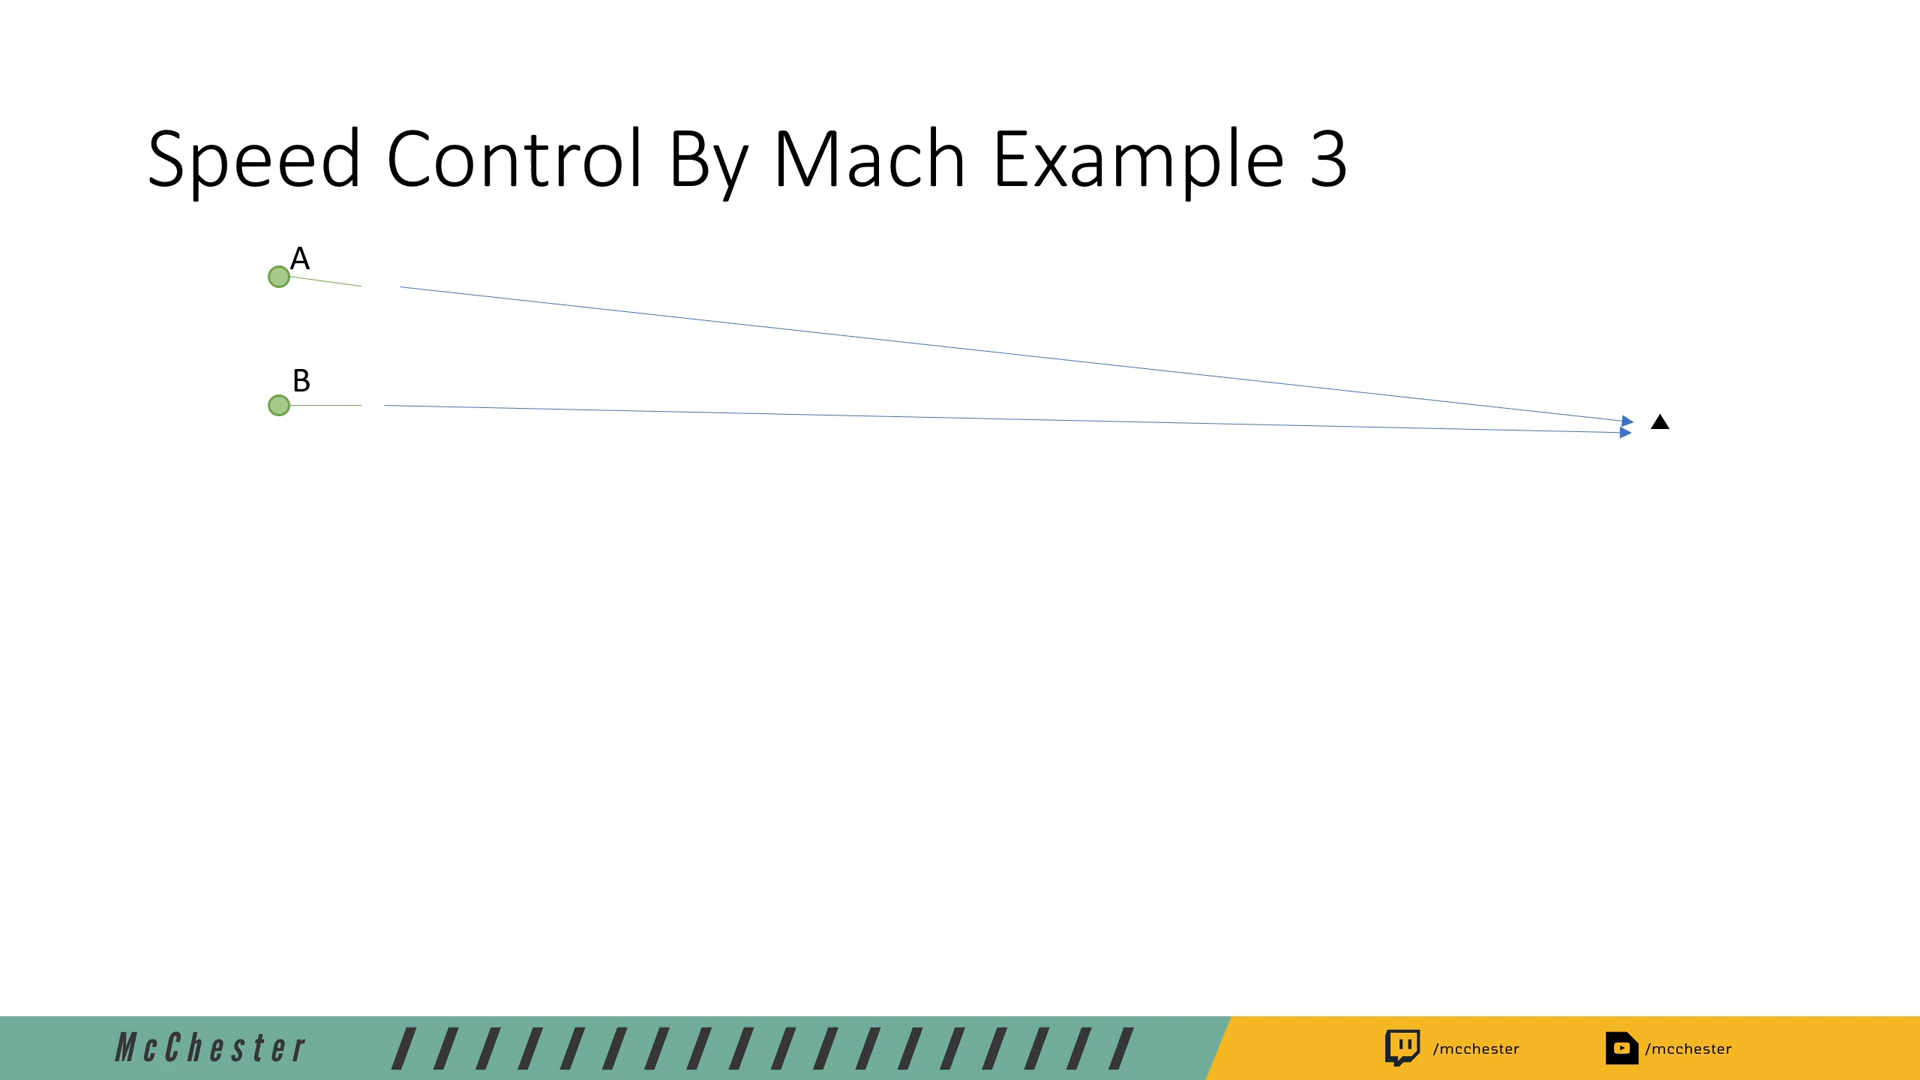 Speed Control By Mach Example 3
A
B
McChester
/mcchester
/mcchester